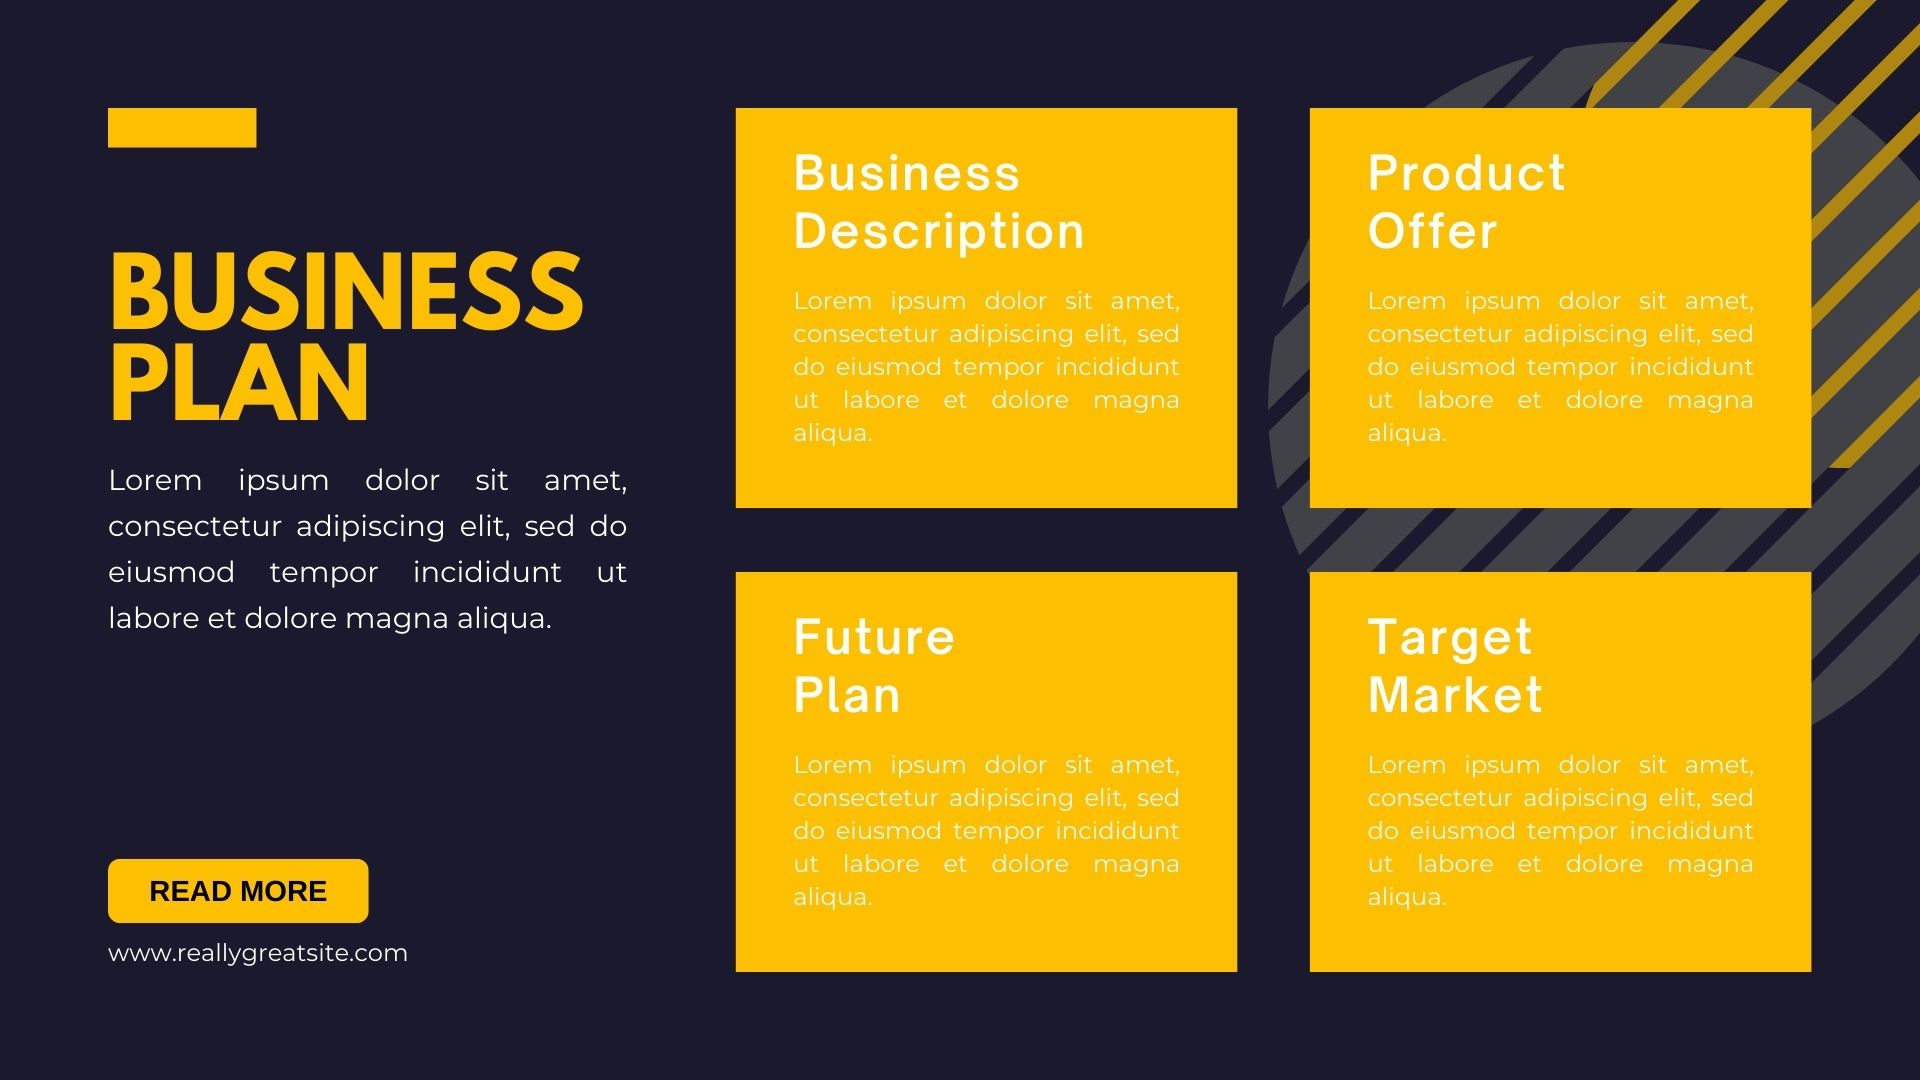 BUSINESS
PLAN
Lorem ipsum dolor sit amet,
consectetur adipiscing elit, sed do
eiusmod tempor incididunt ut
labore et dolore magna aliqua.
READ MORE
www.reallygreatsite.com
Business
Description
Lorem ipsum dolor sit amet,
consectetur adipiscing elit, sed
do eiusmod tempor incididunt
ut labore et dolore magna
aliqua.
Product
Offer
Lorem ipsum dolor sit amet,
consectetur adipiscing elit, sed
do eiusmod tempor incididunt
ut labore et dolore magna
aliqua.
Future
Plan
Lorem ipsum dolor sit amet,
consectetur adipiscing elit, sed
do eiusmod tempor incididunt
ut labore et dolore magna
aliqua.
Target
Market
Lorem ipsum dolor sit amet,
consectetur adipiscing elit, sed
do eiusmod tempor incididunt
ut labore et dolore magna
aliqua.